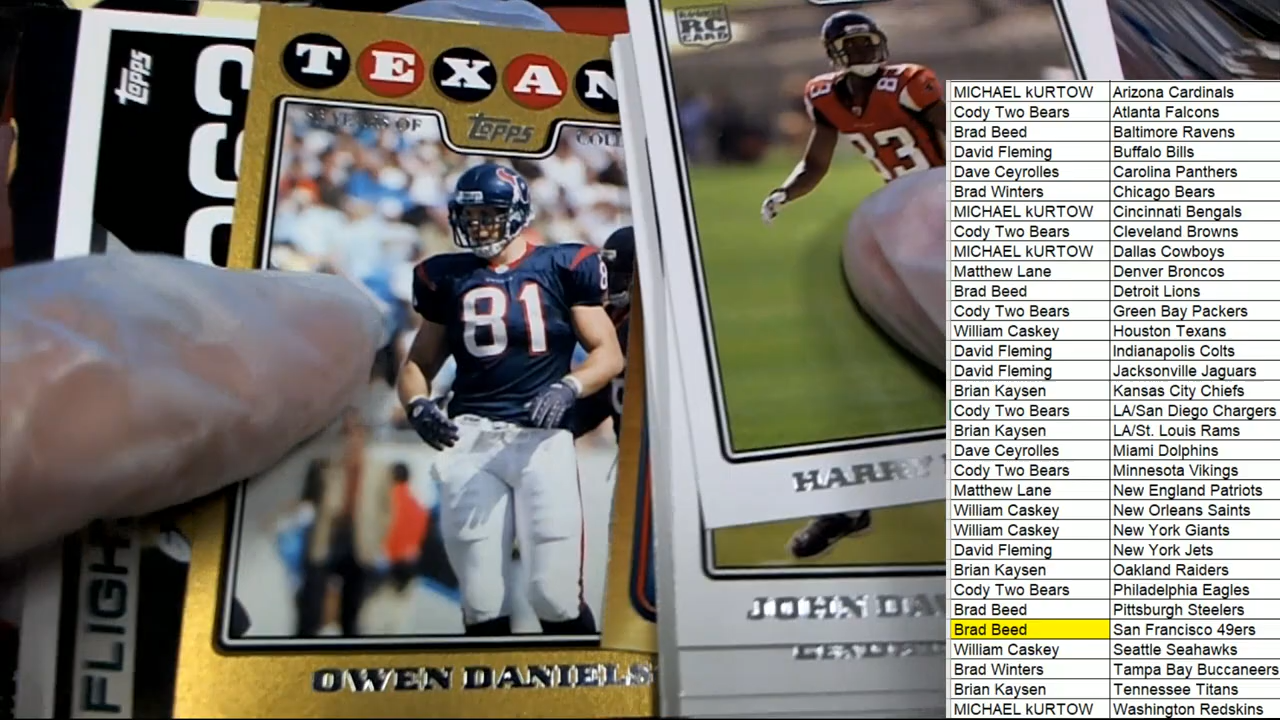 Topps
TEXAN
YEARS OF
Topps
81
OWEN DANIELS
FLIGH
RC
CARD
83
83
HARRY
JOHN DA
MICHAEL kURTOW Arizona Cardinals
Cody Two Bears Atlanta Falcons
Brad Beed Baltimore Ravens
David Fleming Buffalo Bills
Dave Ceyrolles Carolina Panthers
Brad Winters Chicago Bears
MICHAEL kURTOW Cincinnati Bengals
Cody Two Bears Cleveland Browns
MICHAEL kURTOW Dallas Cowboys
Matthew Lane Denver Broncos
Brad Beed Detroit Lions
Cody Two Bears Green Bay Packers
William Caskey Houston Texans
David Fleming Indianapolis Colts
David Fleming Jacksonville Jaguars
Brian Kaysen Kansas City Chiefs
Cody Two Bears LA/San Diego Chargers
Brian Kaysen LA/St. Louis Rams
Dave Ceyrolles Miami Dolphins
Cody Two Bears Minnesota Vikings
Matthew Lane New England Patriots
William Caskey New Orleans Saints
William Caskey New York Giants
David Fleming New York Jets
Brian Kaysen Oakland Raiders
Cody Two Bears Philadelphia Eagles
Brad Beed Pittsburgh Steelers
Brad Beed San Francisco 49ers
William Caskey Seattle Seahawks
Brad Winters Tampa Bay Buccaneers
Brian Kaysen Tennessee Titans
MICHAEL kURTOW Washington Redskins